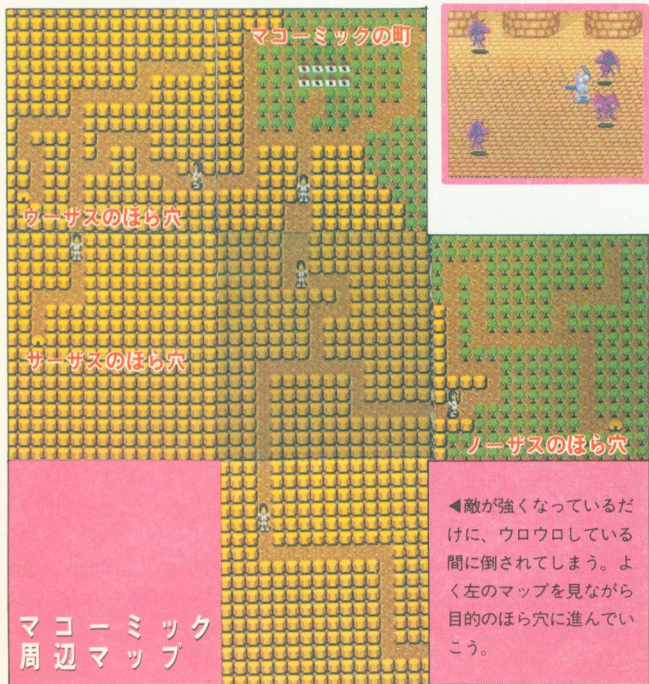 マコーミックの町
ウーサスのほら穴
サーザスのほら穴
ノーザスのほら穴
マコーミック
周辺マップ
◀敵が強くなっているだ
けに、ウロウロしている
間に倒されてしまう。よ
く左のマップを見ながら
目的のほら穴に進んでい
こう。